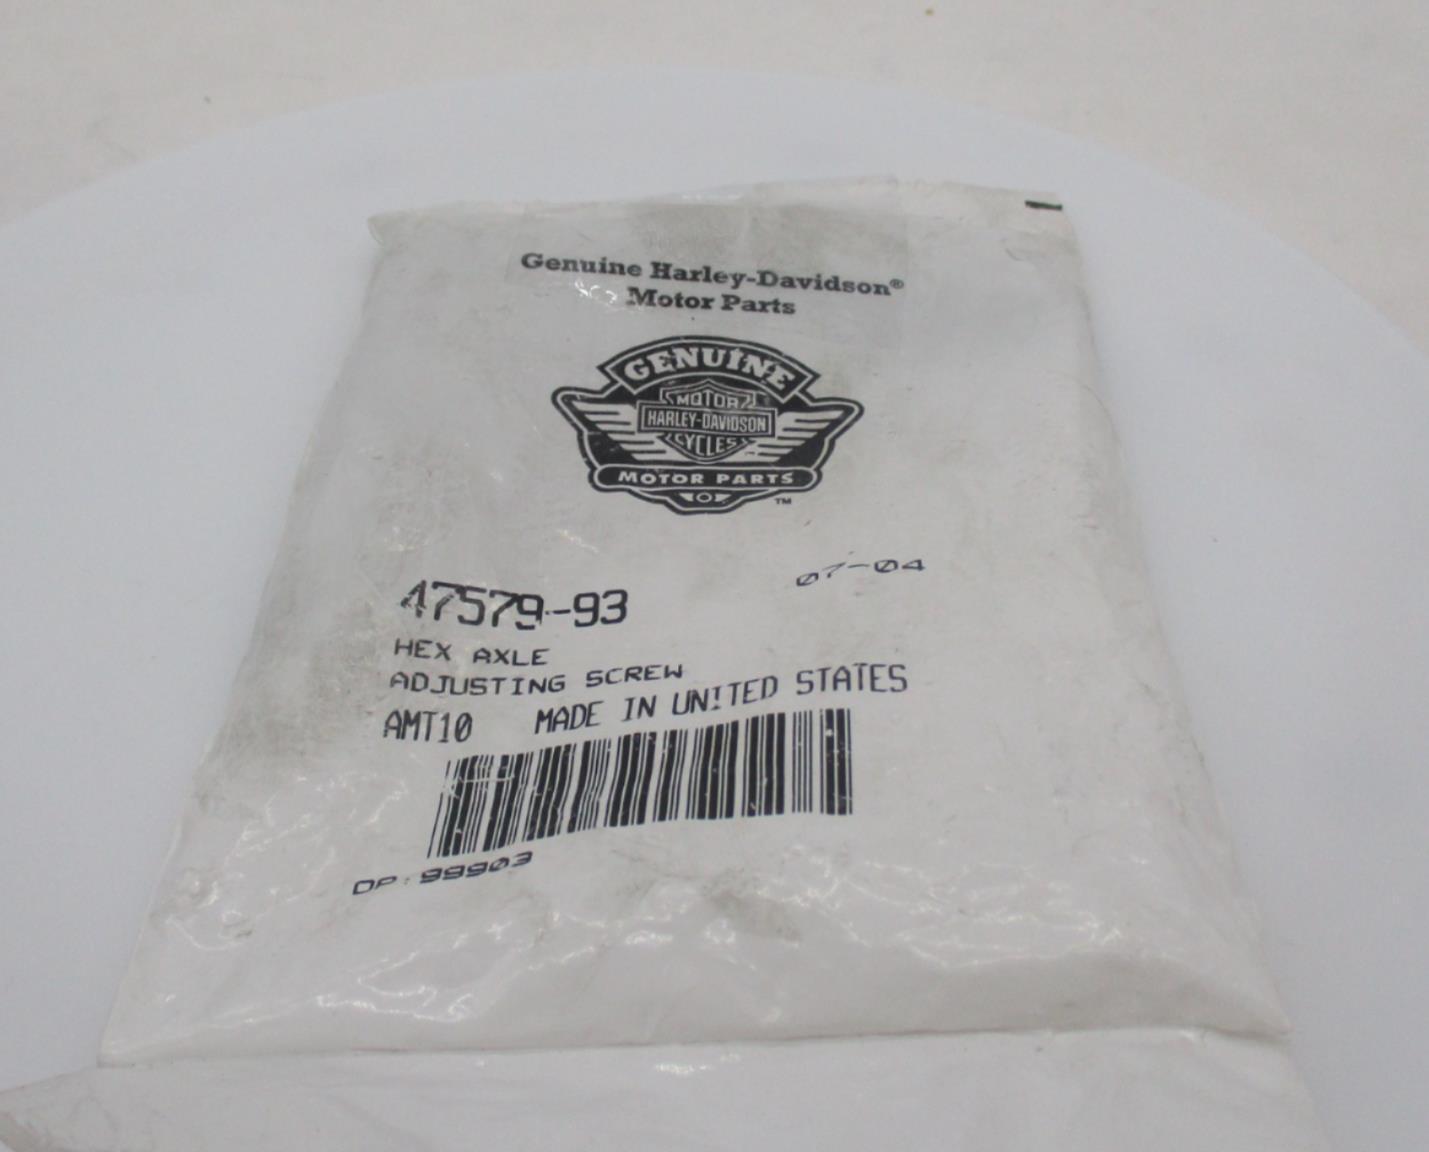 Genuine Harley-Davidson®
Motor Parts
GENUINE
MOTOR
HARLEY-DAVIDSON
CYCLES
MOTOR PARTS
TM
07-04
47579-93
HEX AXLE
ADJUSTING SCREW
AMT10 MADE IN UNITED STATES
DP: 99903